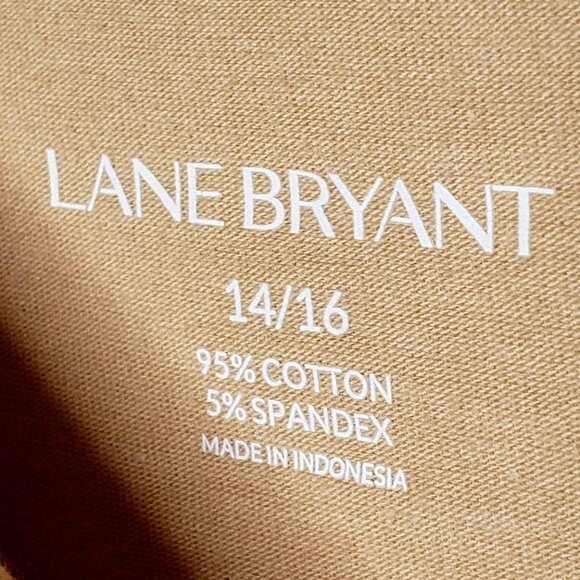 LANE BRYANT
14/16
95% COTTON
5% SPANDEX
MADE IN INDONESIA